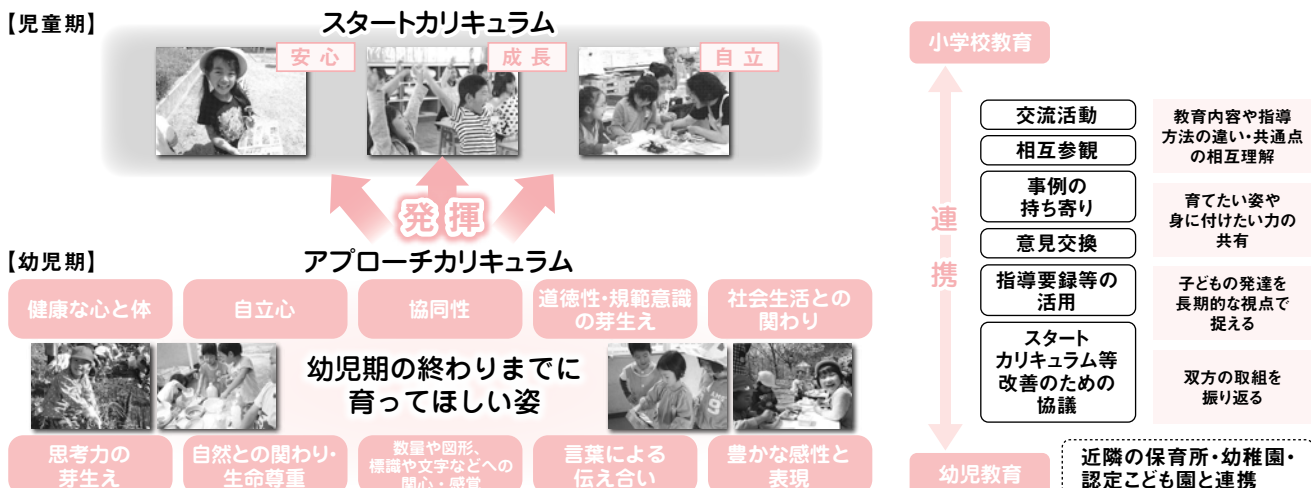 【児童期】
スタートカリキュラム
安心
成長
自立
発揮
【幼児期】
アプローチカリキュラム
健康な心と体
自立心
協同性
道徳性・規範意識
の芽生え
社会生活との
関わり
幼児期の終わりまでに
育ってほしい姿
思考力の
芽生え
自然との関わり・
生命尊重
数量や図形、
標識や文字などへの
関心・感覚
言葉による
伝え合い
豊かな感性と
表現
小学校教育
連携
交流活動
相互参観
事例の
持ち寄り
意見交換
指導要録等の
活用
スタート
カリキュラム等
改善のための
協議
教育内容や指導
方法の違い・共通点
の相互理解
育てたい姿や
身に付けたい力の
共有
子どもの発達を
長期的な視点で
捉える
双方の取組を
振り返る
幼児教育
近隣の保育所・幼稚園・
認定こども園と連携